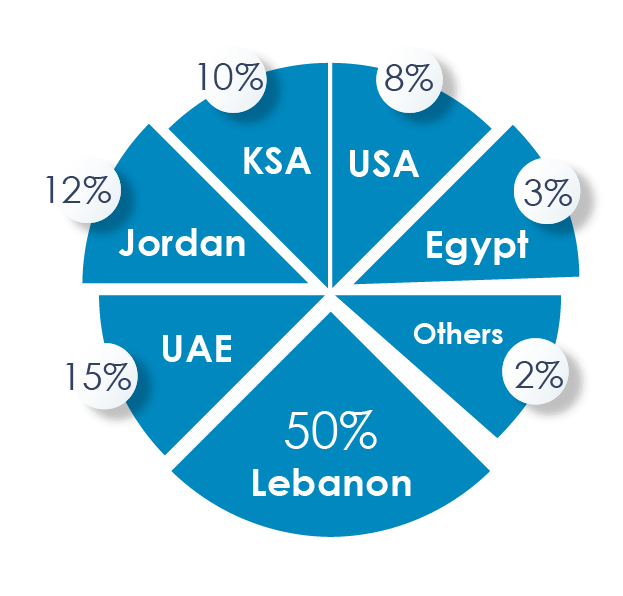 10%
8%
KSA
USA
12%
3%
Jordan
Egypt
Others
UAE
15%
2%
50%
Lebanon